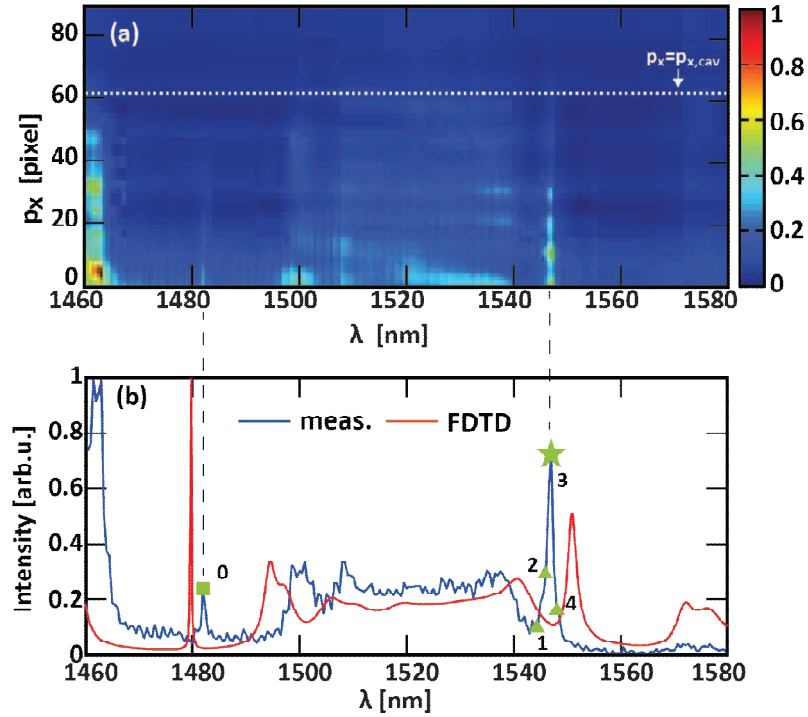 (a)
pₓ=pₓ,cav
pₓ [pixel]
80
60
40
20
0
1460 1480 1500 1520 1540 1560 1580
λ [nm]
1
0.8
0.6
0.4
0.2
0
(b)
meas. FDTD
Intensity [arb.u.]
1
0.8
0.6
0.4
0.2
0
0
1
2
3
4
1460 1480 1500 1520 1540 1560 1580
λ [nm]